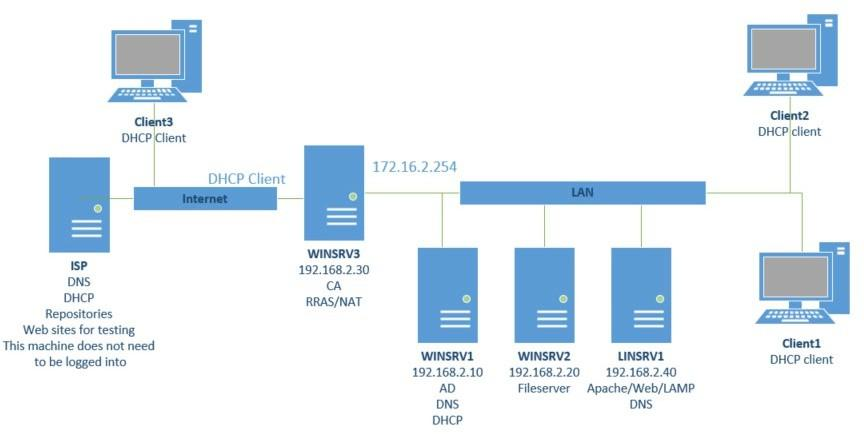 Client3
DHCP Client
Client2
DHCP client
DHCP Client
172.16.2.254
Internet
LAN
ISP
DNS
DHCP
Repositories
Web sites for testing
This machine does not need
to be logged into
WINSRV3
192.168.2.30
CA
RRAS/NAT
WINSRV1
192.168.2.10
AD
DNS
DHCP
WINSRV2
192.168.2.20
Fileserver
LINSRV1
192.168.2.40
Apache/Web/LAMP
DNS
Client1
DHCP client